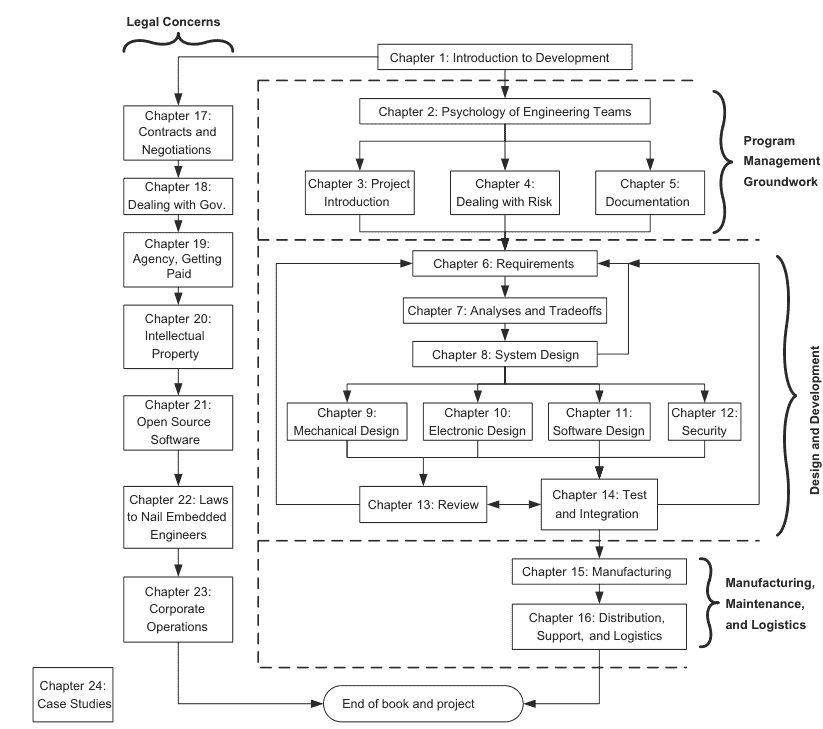 Legal Concerns
Chapter 1: Introduction to Development
Chapter 17:
Contracts and
Negotiations
Chapter 18:
Dealing with Gov.
Chapter 19:
Agency, Getting
Paid
Chapter 20:
Intellectual
Property
Chapter 21:
Open Source
Software
Chapter 22: Laws
to Nail Embedded
Engineers
Chapter 23:
Corporate
Operations
Chapter 24:
Case Studies
Chapter 2: Psychology of Engineering Teams
Chapter 3: Project
Introduction
Chapter 4:
Dealing with Risk
Chapter 5:
Documentation
Program
Management
Groundwork
Chapter 6: Requirements
Chapter 7: Analyses and Tradeoffs
Chapter 8: System Design
Chapter 9:
Mechanical Design
Chapter 10:
Electronic Design
Chapter 11:
Software Design
Chapter 12:
Security
Chapter 13: Review
Chapter 14: Test
and Integration
Design and Development
Chapter 15: Manufacturing
Chapter 16: Distribution,
Support, and Logistics
Manufacturing,
Maintenance,
and Logistics
End of book and project